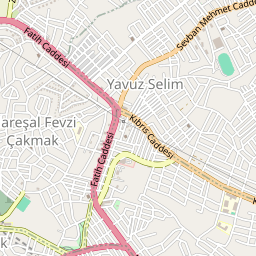 Fatih Caddesi
Sevban Mehmet Cadde
Yavuz Selim
areşal Fevzi
Çakmak
Kıbrıs Caddesi
Fatih Caddesi
K
k